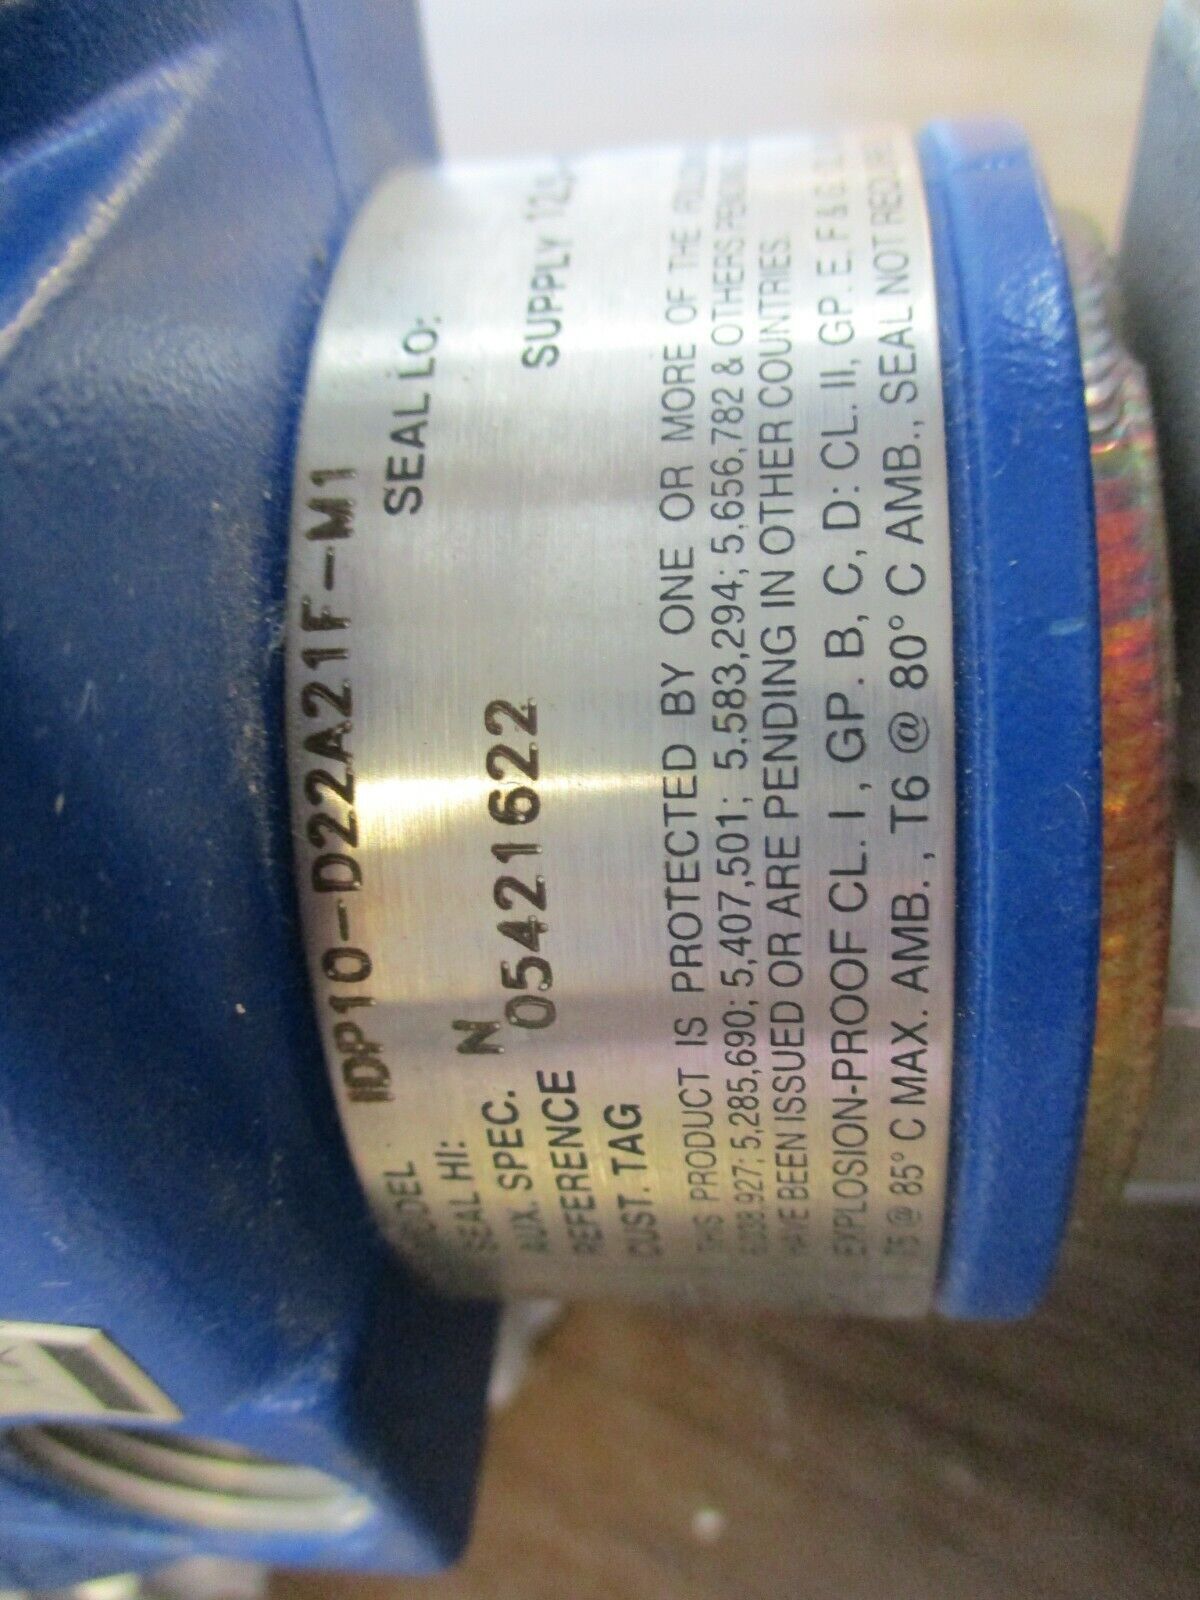 MODEL IDP10-D22A21F-M1
SEAL HI: SEAL LO:
AUX. SPEC. N
REFERENCE 05421622 SUPPLY
CUST. TAG
THIS PRODUCT IS PROTECTED BY ONE OR MORE OF THE
5,285,690; 5,407,501; 5,583,294; 5,656,782 & OTHERS PENDING
HAVE BEEN ISSUED OR ARE PENDING IN OTHER COUNTRIES.
EXPLOSION-PROOF CL. I, GP. B, C, D: CL. II, GP. E, F & G:
T5 @ 85° C MAX. AMB., T6 @ 80° C AMB., SEAL NOT